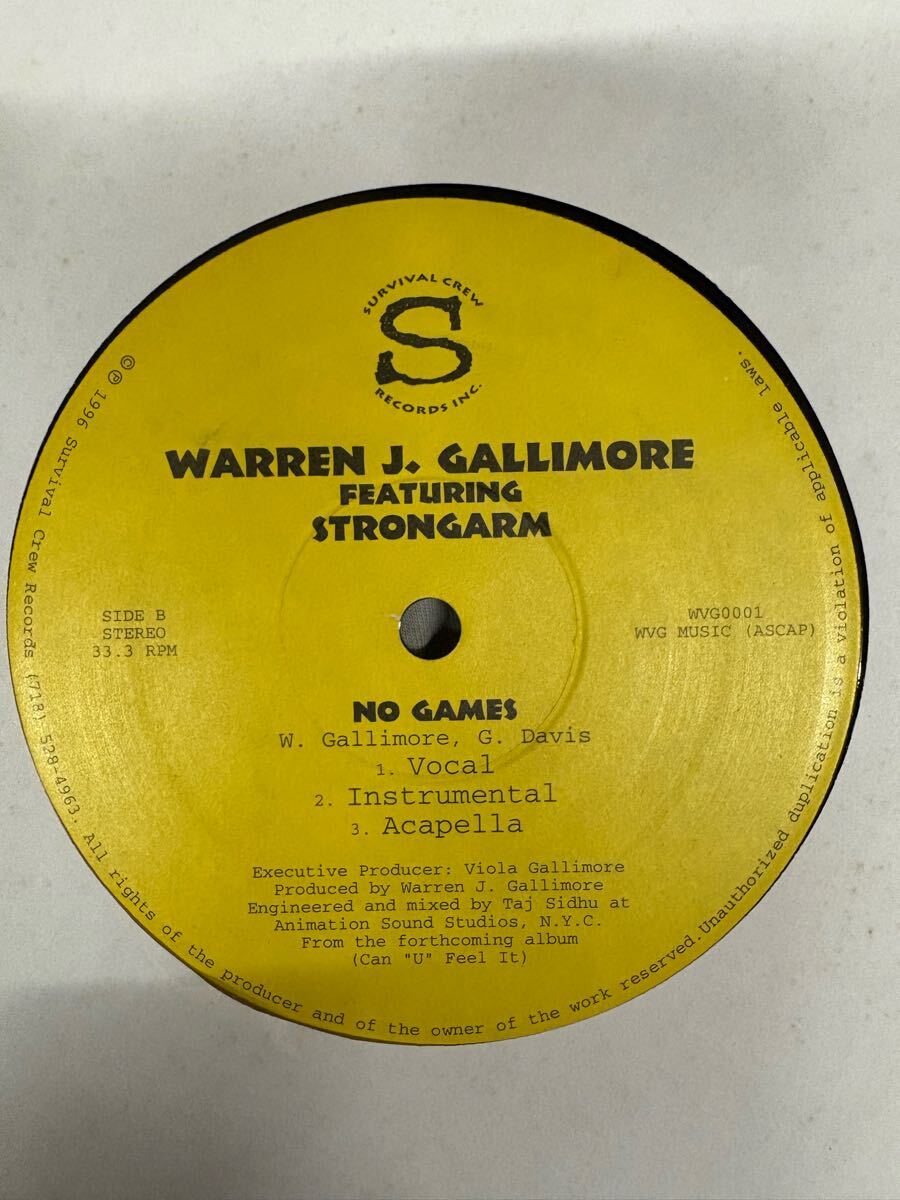 SURVIVAL CREW
S
RECORDS INC.
WARREN J. GALLIMORE
FEATURING
STRONGARM
SIDE B
STEREO
33.3 RPM
WVG0001
WVG MUSIC (ASCAP)
NO GAMES
W. Gallimore, G. Davis
1. Vocal
2. Instrumental
3. Acapella
Executive Producer: Viola Gallimore
Produced by Warren J. Gallimore
Engineered and mixed by Taj Sidhu at
Animation Sound Studios, N.Y.C.
From the forthcoming album
(Can "U" Feel It)
© ℗ 1996 Survival Crew Records (718) 528-4963. All rights of the producer and of the owner of the work reserved.Unauthorized duplication is a violation of applicable laws.